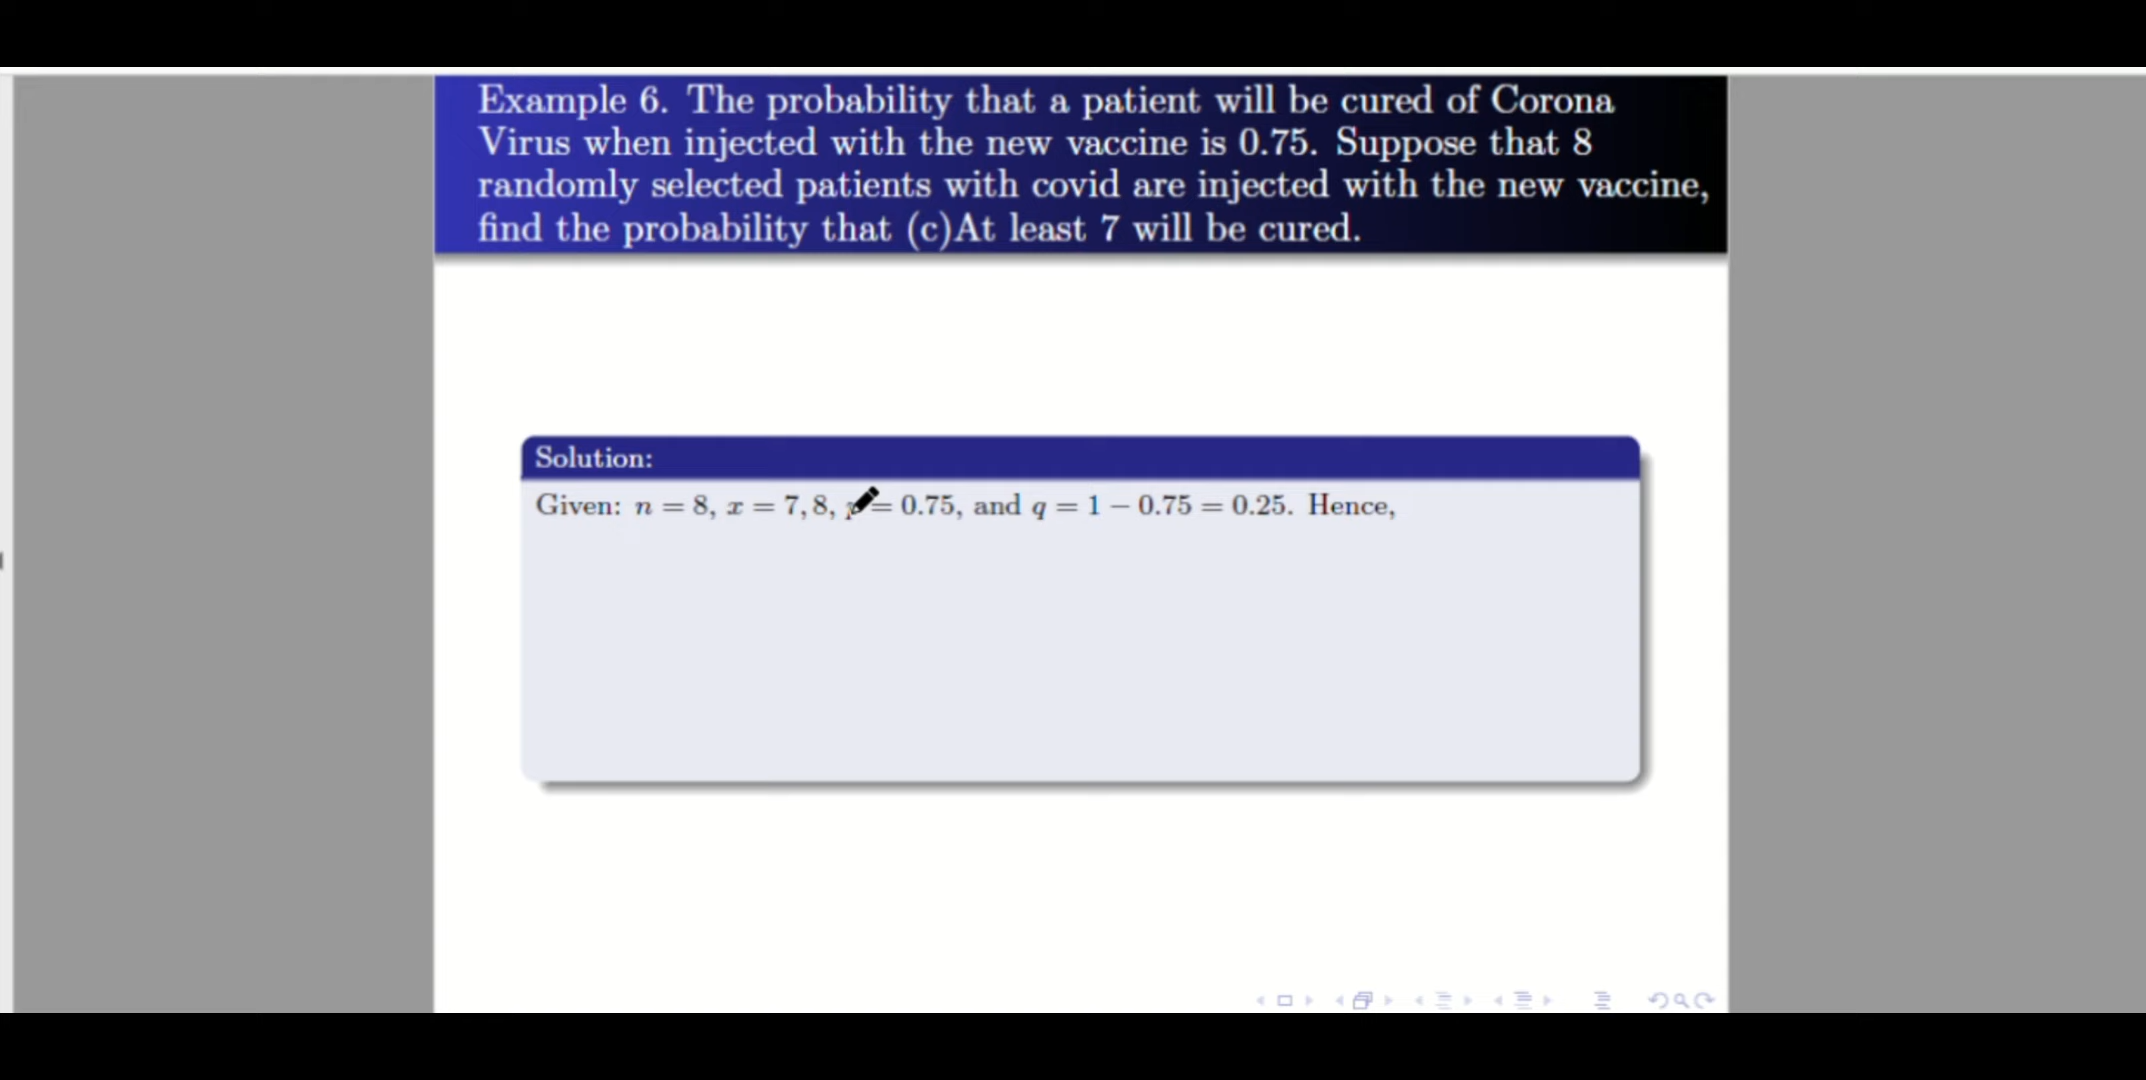 Example 6. The probability that a patient will be cured of Corona
Virus when injected with the new vaccine is 0.75. Suppose that 8
randomly selected patients with covid are injected with the new vaccine,
find the probability that (c)At least 7 will be cured.
Solution:
Given: n = 8, x = 7, 8, p = 0.75, and q = 1 − 0.75 = 0.25. Hence,